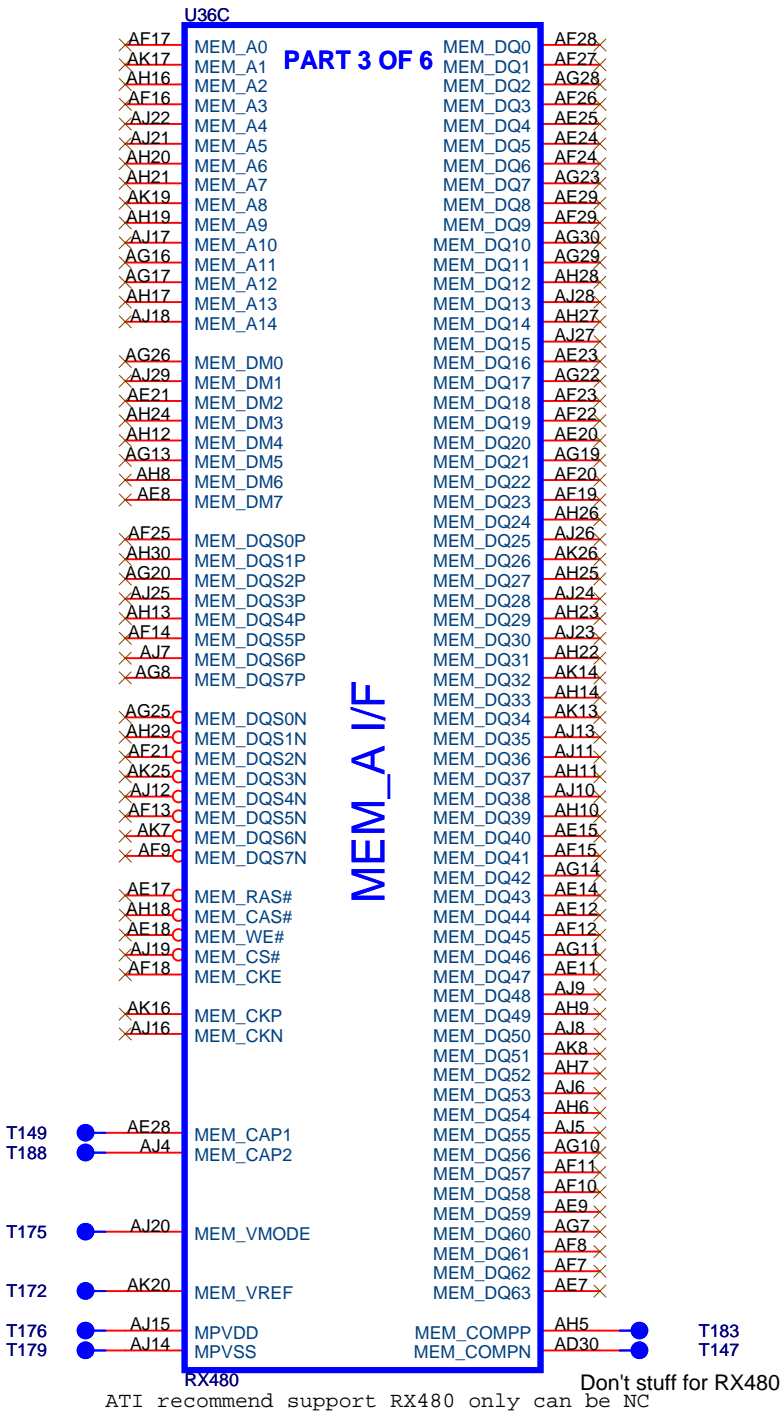 U36C
PART 3 OF 6
AF17 MEM_A0 MEM_DQ0 AF28
AK17 MEM_A1 MEM_DQ1 AF27
AH16 MEM_A2 MEM_DQ2 AG28
AF16 MEM_A3 MEM_DQ3 AF26
AJ22 MEM_A4 MEM_DQ4 AE25
AJ21 MEM_A5 MEM_DQ5 AE24
AH20 MEM_A6 MEM_DQ6 AF24
AH21 MEM_A7 MEM_DQ7 AG23
AK19 MEM_A8 MEM_DQ8 AE29
AH19 MEM_A9 MEM_DQ9 AF29
AJ17 MEM_A10 MEM_DQ10 AG30
AG16 MEM_A11 MEM_DQ11 AG29
AG17 MEM_A12 MEM_DQ12 AH28
AH17 MEM_A13 MEM_DQ13 AJ28
AJ18 MEM_A14 MEM_DQ14 AH27
MEM_DQ15 AJ27
AG26 MEM_DM0 MEM_DQ16 AE23
AJ29 MEM_DM1 MEM_DQ17 AG22
AE21 MEM_DM2 MEM_DQ18 AF23
AH24 MEM_DM3 MEM_DQ19 AF22
AH12 MEM_DM4 MEM_DQ20 AE20
AG13 MEM_DM5 MEM_DQ21 AG19
AH8 MEM_DM6 MEM_DQ22 AF20
AE8 MEM_DM7 MEM_DQ23 AF19
MEM_DQ24 AH26
AF25 MEM_DQS0P MEM_DQ25 AJ26
AH30 MEM_DQS1P MEM_DQ26 AK26
AG20 MEM_DQS2P MEM_DQ27 AH25
AJ25 MEM_DQS3P MEM_DQ28 AJ24
AH13 MEM_DQS4P MEM_DQ29 AH23
AF14 MEM_DQS5P MEM_DQ30 AJ23
AJ7 MEM_DQS6P MEM_DQ31 AH22
AG8 MEM_DQS7P MEM_DQ32 AK14
MEM_DQ33 AH14
AG25 MEM_DQS0N MEM_DQ34 AK13
AH29 MEM_DQS1N MEM_DQ35 AJ13
AF21 MEM_DQS2N MEM_DQ36 AJ11
AK25 MEM_DQS3N MEM_DQ37 AH11
AJ12 MEM_DQS4N MEM_DQ38 AJ10
AF13 MEM_DQS5N MEM_DQ39 AH10
AK7 MEM_DQS6N MEM_DQ40 AE15
AF9 MEM_DQS7N MEM_DQ41 AF15
MEM_A I/F
MEM_DQ42 AG14
AE17 MEM_RAS# MEM_DQ43 AE14
AH18 MEM_CAS# MEM_DQ44 AE12
AE18 MEM_WE# MEM_DQ45 AF12
AJ19 MEM_CS# MEM_DQ46 AG11
AF18 MEM_CKE MEM_DQ47 AE11
MEM_DQ48 AJ9
AK16 MEM_CKP MEM_DQ49 AH9
AJ16 MEM_CKN MEM_DQ50 AJ8
MEM_DQ51 AK8
MEM_DQ52 AH7
MEM_DQ53 AJ6
MEM_DQ54 AH6
T149 AE28 MEM_CAP1 MEM_DQ55 AJ5
T188 AJ4 MEM_CAP2 MEM_DQ56 AG10
MEM_DQ57 AF11
MEM_DQ58 AF10
MEM_DQ59 AE9
T175 AJ20 MEM_VMODE MEM_DQ60 AG7
MEM_DQ61 AF8
MEM_DQ62 AF7
T172 AK20 MEM_VREF MEM_DQ63 AE7
T176 AJ15 MPVDD MEM_COMPP AH5 T183
T179 AJ14 MPVSS MEM_COMPN AD30 T147
RX480
Don't stuff for RX480
ATI recommend support RX480 only can be NC